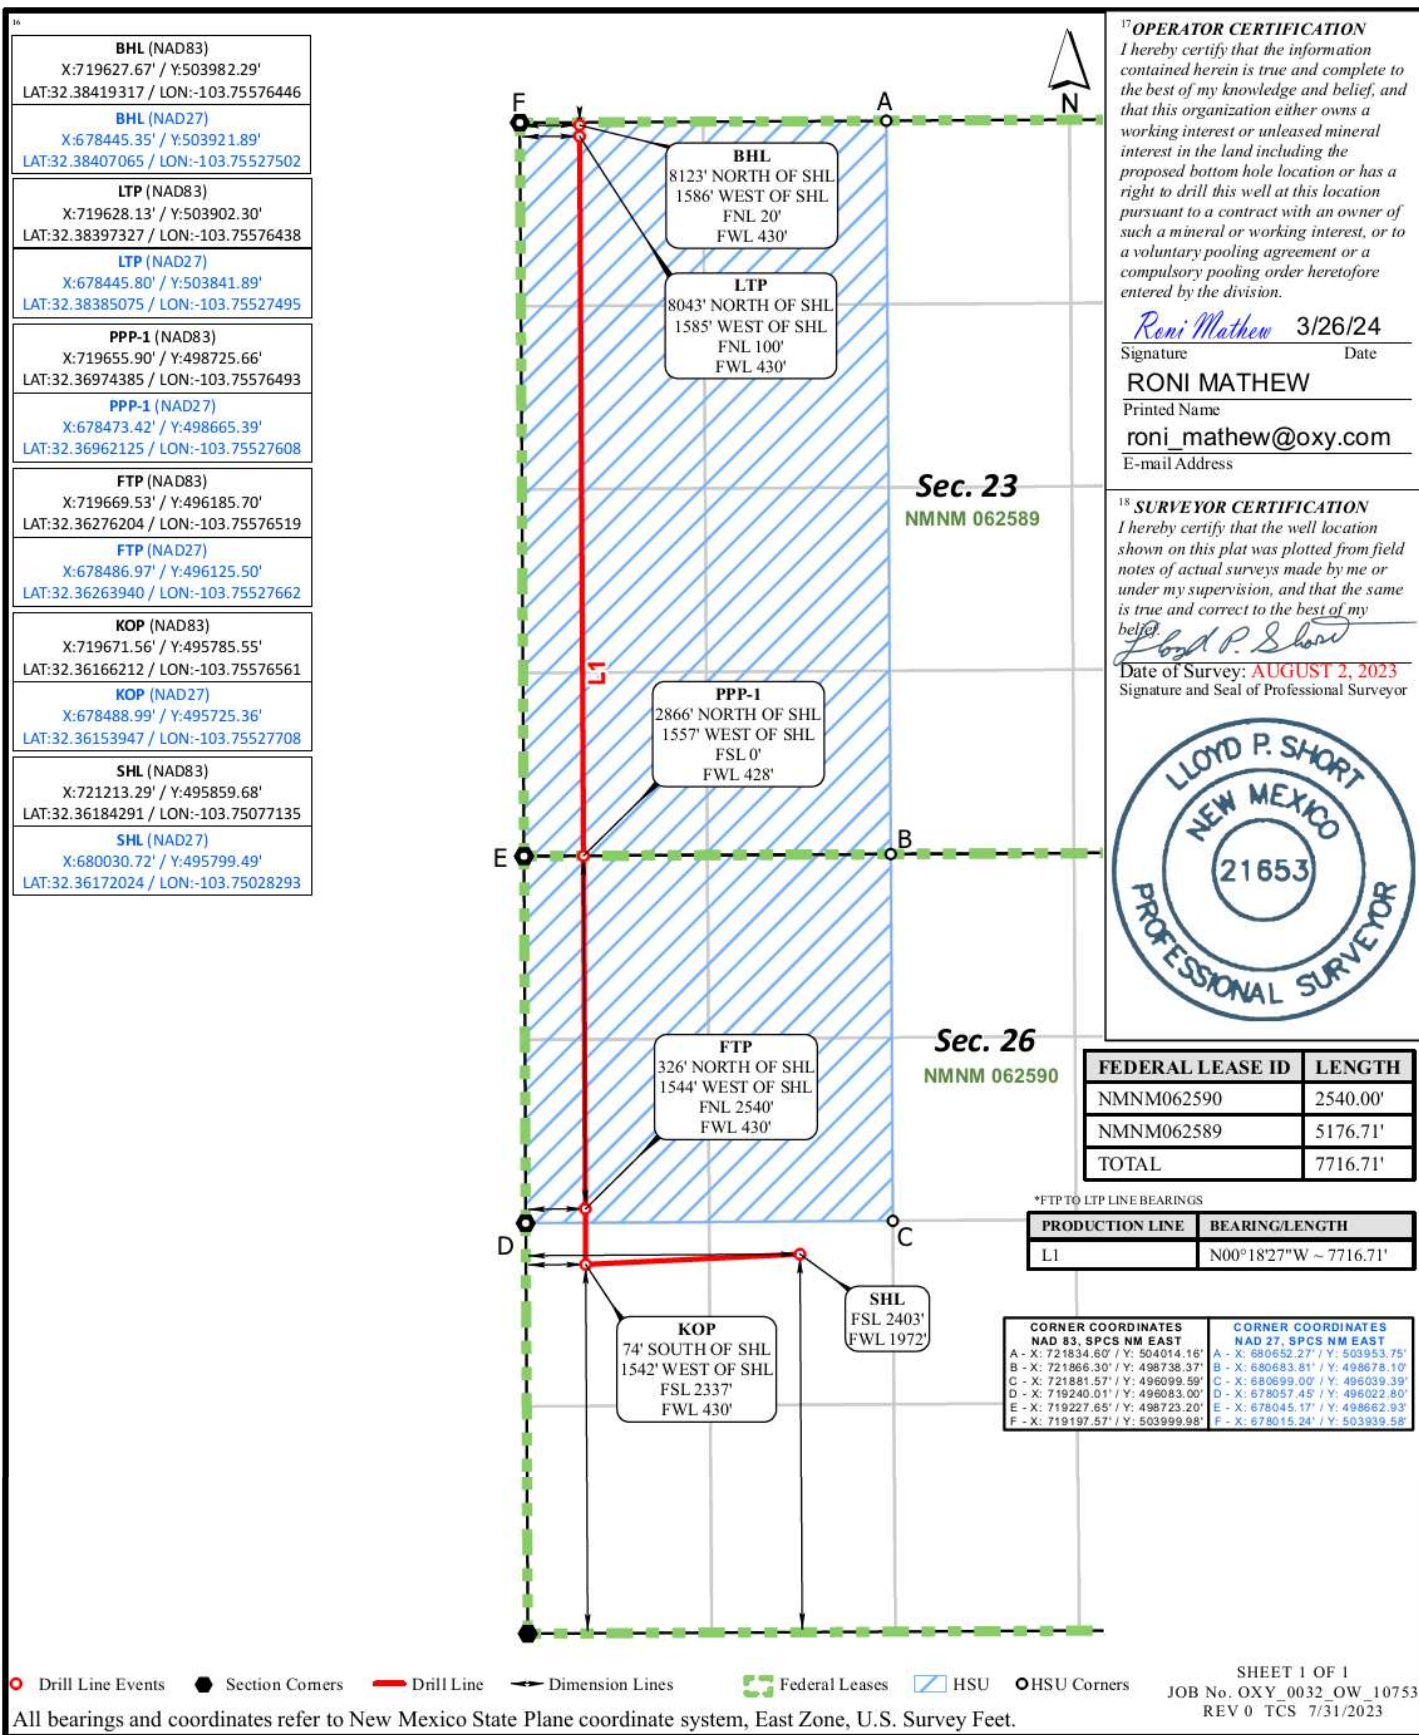 16
BHL (NAD83)
X:719627.67' / Y:503982.29'
LAT:32.38419317 / LON:-103.75576446
BHL (NAD27)
X:678445.35' / Y:503921.89'
LAT:32.38407065 / LON:-103.75527502
LTP (NAD83)
X:719628.13' / Y:503902.30'
LAT:32.38397327 / LON:-103.75576438
LTP (NAD27)
X:678445.80' / Y:503841.89'
LAT:32.38385075 / LON:-103.75527495
PPP-1 (NAD83)
X:719655.90' / Y:498725.66'
LAT:32.36974385 / LON:-103.75576493
PPP-1 (NAD27)
X:678473.42' / Y:498665.39'
LAT:32.36962125 / LON:-103.75527608
FTP (NAD83)
X:719669.53' / Y:496185.70'
LAT:32.36276204 / LON:-103.75576519
FTP (NAD27)
X:678486.97' / Y:496125.50'
LAT:32.36263940 / LON:-103.75527662
KOP (NAD83)
X:719671.56' / Y:495785.55'
LAT:32.36166212 / LON:-103.75576561
KOP (NAD27)
X:678488.99' / Y:495725.36'
LAT:32.36153947 / LON:-103.75527708
SHL (NAD83)
X:721213.29' / Y:495859.68'
LAT:32.36184291 / LON:-103.75077135
SHL (NAD27)
X:680030.72' / Y:495799.49'
LAT:32.36172024 / LON:-103.75028293
F
A
N
BHL
8123' NORTH OF SHL
1586' WEST OF SHL
FNL 20'
FWL 430'
LTP
8043' NORTH OF SHL
1585' WEST OF SHL
FNL 100'
FWL 430'
Sec. 23
NMNM 062589
L1
PPP-1
2866' NORTH OF SHL
1557' WEST OF SHL
FSL 0'
FWL 428'
E
B
FTP
326' NORTH OF SHL
1544' WEST OF SHL
FNL 2540'
FWL 430'
Sec. 26
NMNM 062590
D
C
KOP
74' SOUTH OF SHL
1542' WEST OF SHL
FSL 2337'
FWL 430'
SHL
FSL 2403'
FWL 1972'
17 OPERATOR CERTIFICATION
I hereby certify that the information
contained herein is true and complete to
the best of my knowledge and belief, and
that this organization either owns a
working interest or unleased mineral
interest in the land including the
proposed bottom hole location or has a
right to drill this well at this location
pursuant to a contract with an owner of
such a mineral or working interest, or to
a voluntary pooling agreement or a
compulsory pooling order heretofore
entered by the division.
Roni Mathew 3/26/24
Signature Date
RONI MATHEW
Printed Name
roni_mathew@oxy.com
E-mail Address
18 SURVEYOR CERTIFICATION
I hereby certify that the well location
shown on this plat was plotted from field
notes of actual surveys made by me or
under my supervision, and that the same
is true and correct to the best of my
belief.
Lloyd P. Short
Date of Survey: AUGUST 2, 2023
Signature and Seal of Professional Surveyor
LLOYD P. SHORT
NEW MEXICO
21653
PROFESSIONAL SURVEYOR
FEDERAL LEASE ID LENGTH
NMNM062590 2540.00'
NMNM062589 5176.71'
TOTAL 7716.71'
*FTP TO LTP LINE BEARINGS
PRODUCTION LINE BEARING/LENGTH
L1 N00°18'27"W ~ 7716.71'
CORNER COORDINATES
NAD 83, SPCS NM EAST
A - X: 721834.60' / Y: 504014.16'
B - X: 721866.30' / Y: 498738.37'
C - X: 721881.57' / Y: 496099.59'
D - X: 719240.01' / Y: 496083.00'
E - X: 719227.65' / Y: 498723.20'
F - X: 719197.57' / Y: 503999.98'
CORNER COORDINATES
NAD 27, SPCS NM EAST
A - X: 680652.27' / Y: 503953.75'
B - X: 680683.81' / Y: 498678.10'
C - X: 680699.00' / Y: 496039.39'
D - X: 678057.45' / Y: 496022.80'
E - X: 678045.17' / Y: 498662.93'
F - X: 678015.24' / Y: 503939.58'
Drill Line Events Section Corners Drill Line Dimension Lines Federal Leases HSU HSU Corners
All bearings and coordinates refer to New Mexico State Plane coordinate system, East Zone, U.S. Survey Feet.
SHEET 1 OF 1
JOB No. OXY_0032_OW_10753
REV 0 TCS 7/31/2023